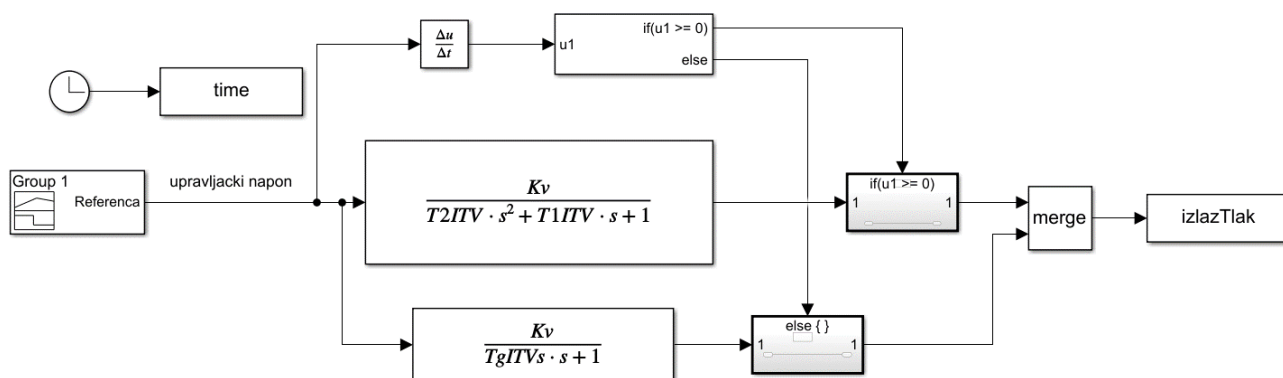 Δu
Δt
u1
if(u1 >= 0)
else
time
Group 1
Referenca
upravljacki napon
Kv
T2ITV · s² + T1ITV · s + 1
if(u1 >= 0)
1
1
merge
izlazTlak
Kv
TgITVs · s + 1
else { }
1
1